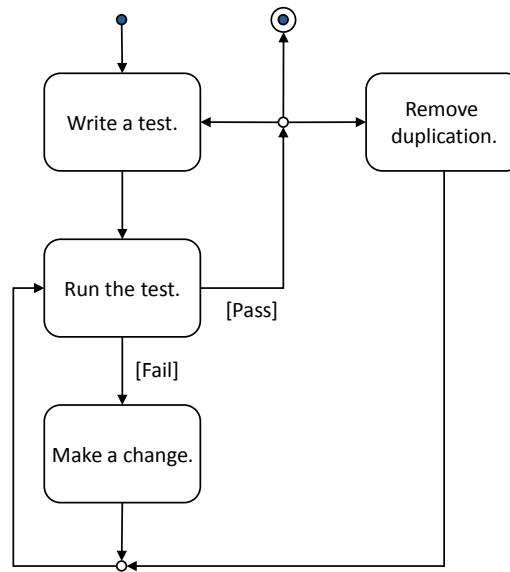 Write a test.
Remove
duplication.
Run the test.
[Pass]
[Fail]
Make a change.